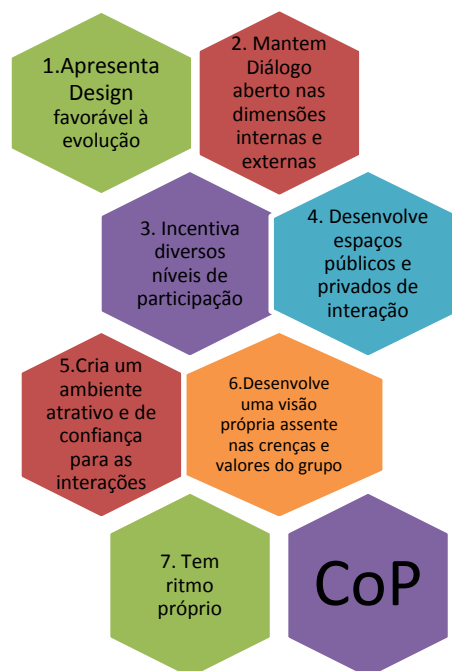 1.Apresenta
Design
favorável à
evolução
2. Mantem
Diálogo
aberto nas
dimensões
internas e
externas
3. Incentiva
diversos
níveis de
participação
4. Desenvolve
espaços
públicos e
privados de
interação
5.Cria um
ambiente
atrativo e de
confiança
para as
interações
6.Desenvolve
uma visão
própria assente
nas crenças e
valores do grupo
7. Tem
ritmo
próprio
CoP